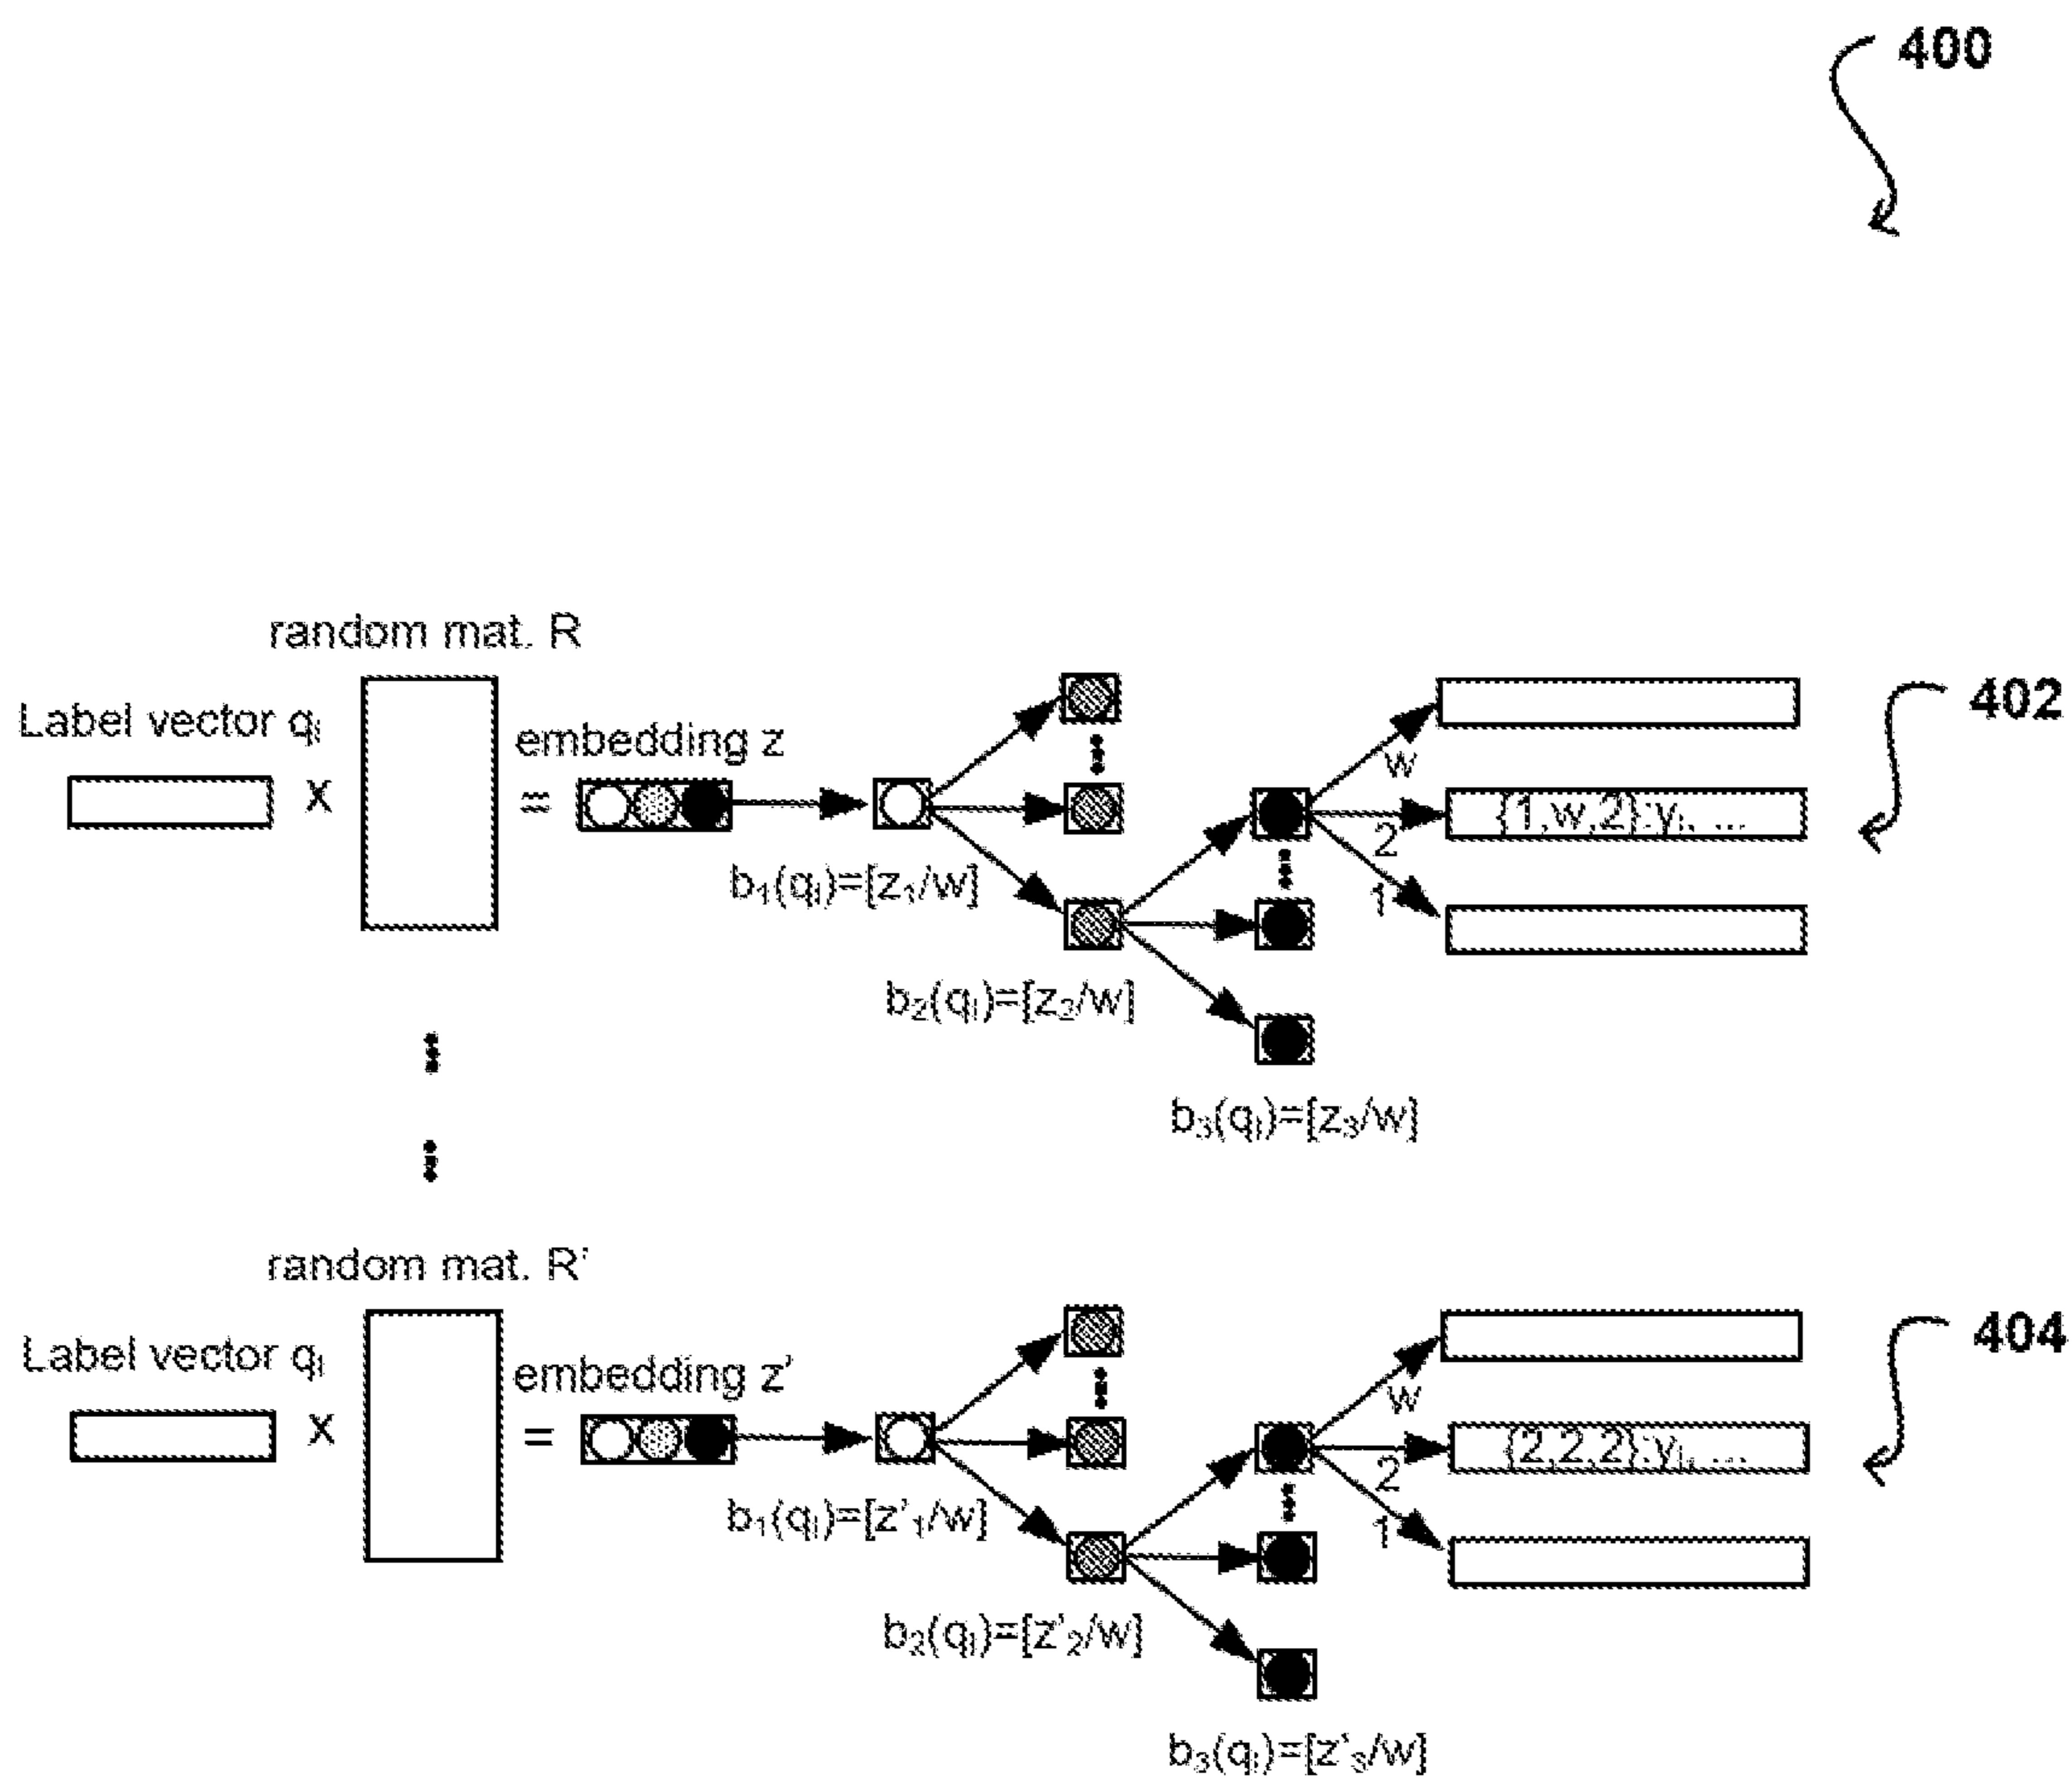 400
random mat. R
Label vector qᵢ
embedding z
402
x
=
w
{1,w,2}:yᵢ, ...
2
1
b₁(qᵢ)=[z₁/w]
b₂(qᵢ)=[z₃/w]
b₃(qᵢ)=[z₃/w]
random mat. R'
Label vector qᵢ
embedding z'
404
x
=
w
{2,2,2}:yᵢ, ...
2
1
b₁(qᵢ)=[z'₁/w]
b₂(qᵢ)=[z'₂/w]
b₃(qᵢ)=[z'₃/w]